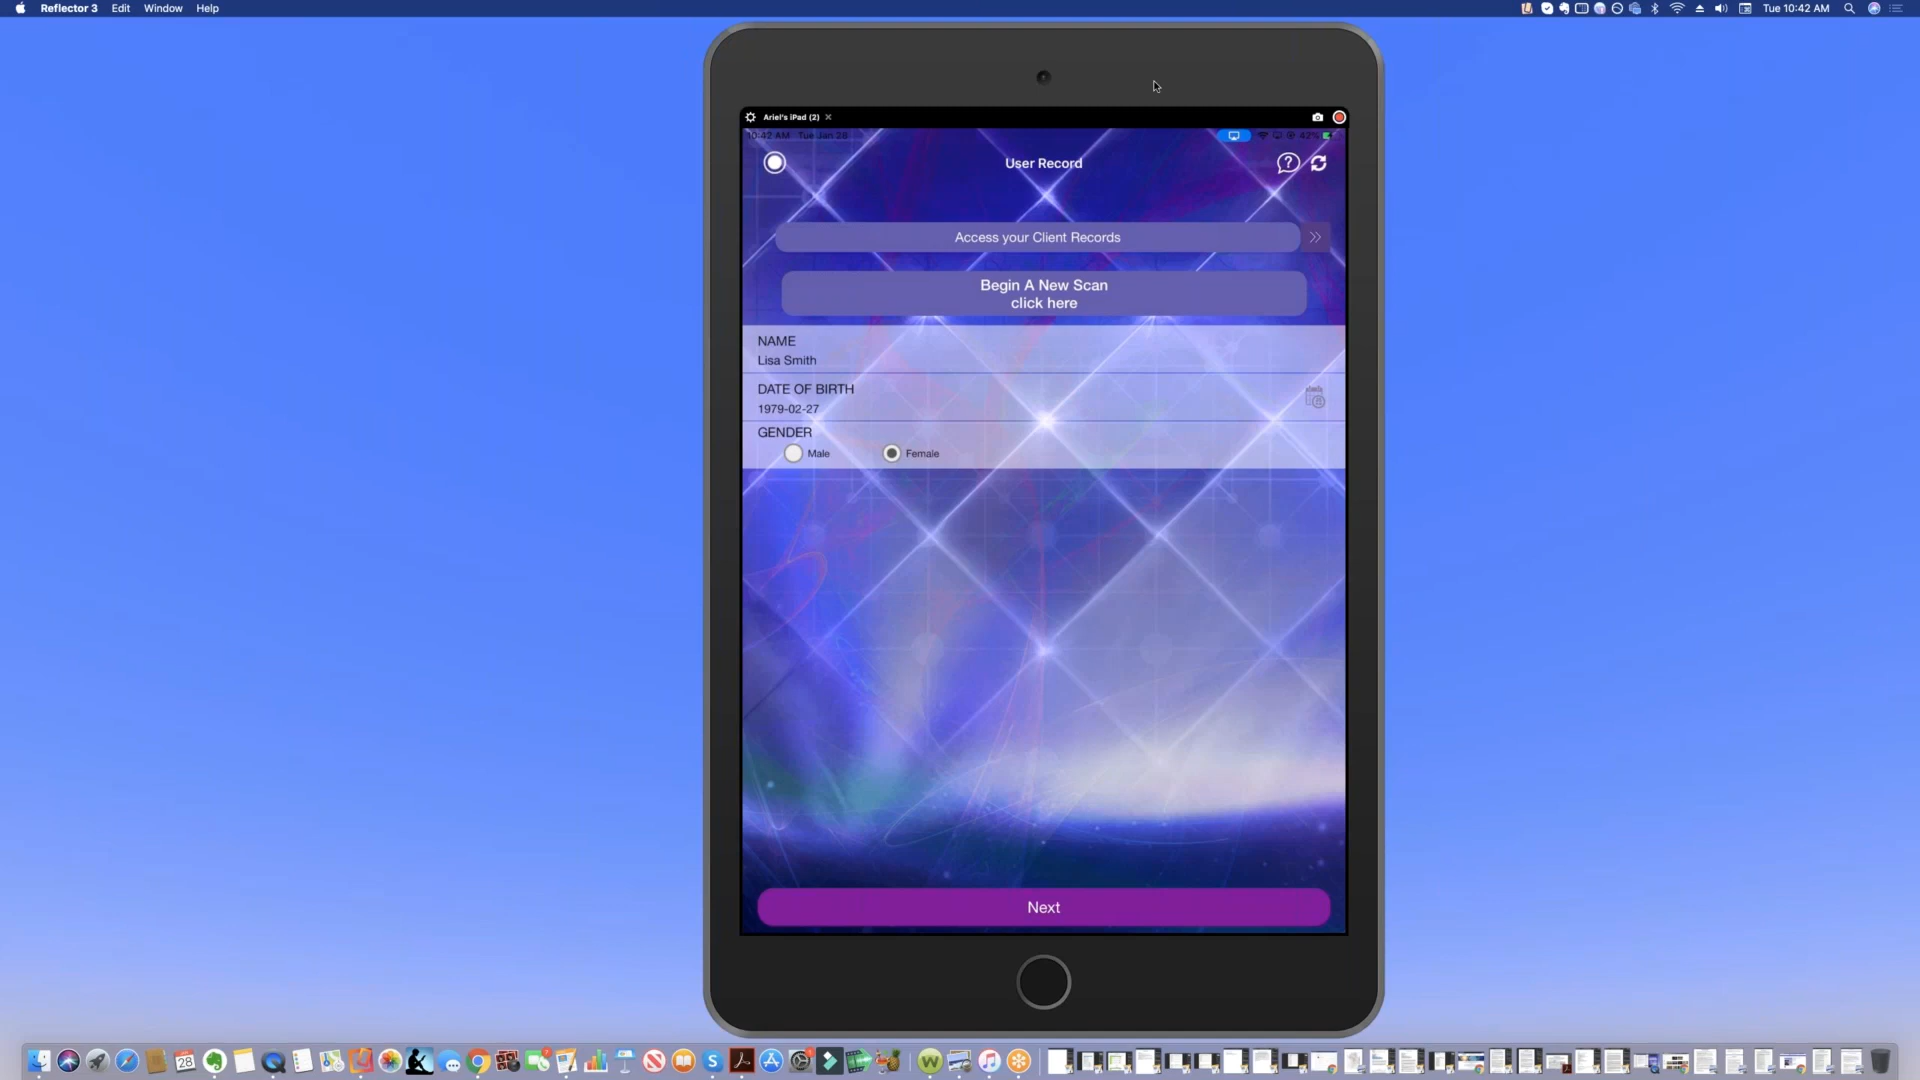 Reflector 3 Edit Window Help
Tue 10:42 AM
Ariel's iPad (2)
10:42 AM Tue Jan 28
42%
User Record
Access your Client Records
Begin A New Scan
click here
NAME
Lisa Smith
DATE OF BIRTH
1979-02-27
GENDER
Male Female
Next
28